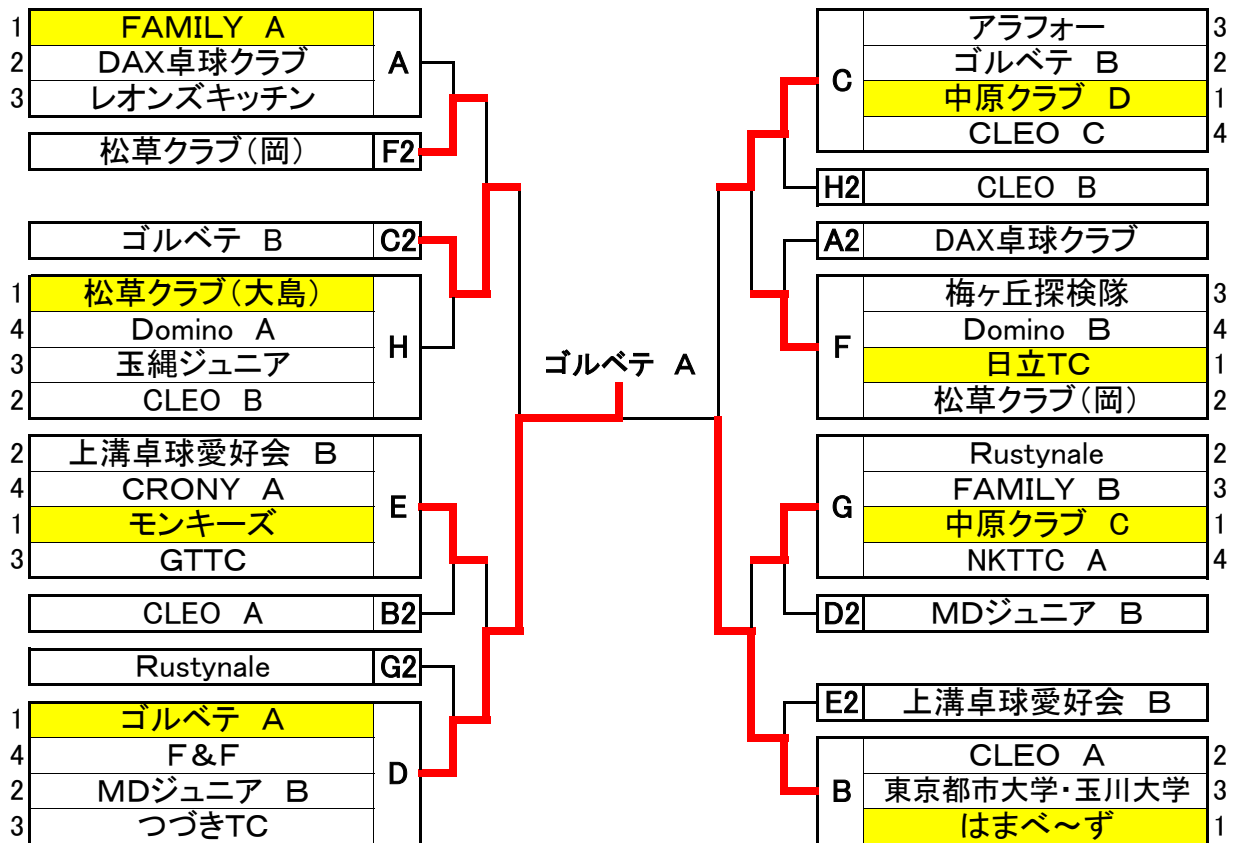 1 FAMILY A
2 DAX卓球クラブ A
3 レオンズキッチン
松草クラブ(岡) F2
ゴルベテ B C2
1 松草クラブ(大島)
4 Domino A
3 玉縄ジュニア H
2 CLEO B
2 上溝卓球愛好会 B
4 CRONY A
1 モンキーズ E
3 GTTC
CLEO A B2
Rustynale G2
1 ゴルベテ A
4 F&F
2 MDジュニア B D
3 つづきTC
ゴルベテ A
アラフォー 3
ゴルベテ B 2
C 中原クラブ D 1
CLEO C 4
H2 CLEO B
A2 DAX卓球クラブ
梅ヶ丘探検隊 3
Domino B 4
F 日立TC 1
松草クラブ(岡) 2
Rustynale 2
FAMILY B 3
G 中原クラブ C 1
NKTTC A 4
D2 MDジュニア B
E2 上溝卓球愛好会 B
CLEO A 2
B 東京都市大学・玉川大学 3
はまべ~ず 1